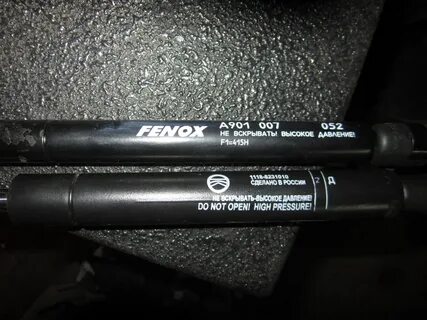 FENOX
A901 007 052
НЕ ВСКРЫВАТЬ! ВЫСОКОЕ ДАВЛЕНИЕ!
F1=415H
1118-8231010
СДЕЛАНО В РОССИИ
НЕ ВСКРЫВАТЬ-ВЫСОКОЕ ДАВЛЕНИЕ!
DO NOT OPEN! HIGH PRESSURE!
Д